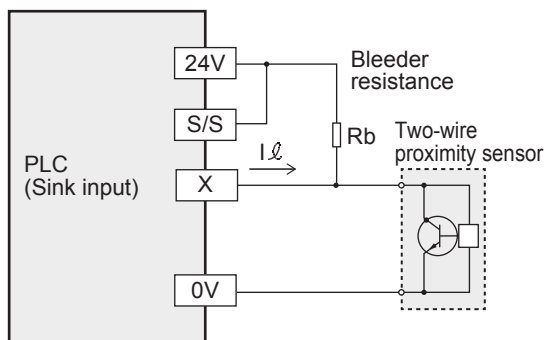 24V
Bleeder
resistance
S/S
Rb
Two-wire
proximity sensor
PLC
(Sink input)
Iℓ
X
0V